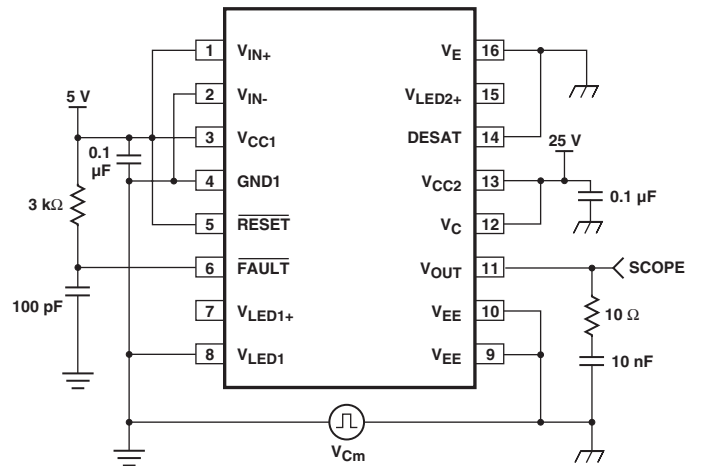 5 V
0.1
µF
3 kΩ
100 pF
1 V_IN+
2 V_IN-
3 V_CC1
4 GND1
5 R̅E̅S̅E̅T̅
6 F̅A̅U̅L̅T̅
7 V_LED1+
8 V_LED1
V_E 16
V_LED2+ 15
DESAT 14
V_CC2 13
V_C 12
V_OUT 11
V_EE 10
V_EE 9
25 V
0.1 µF
SCOPE
10 Ω
10 nF
V_Cm